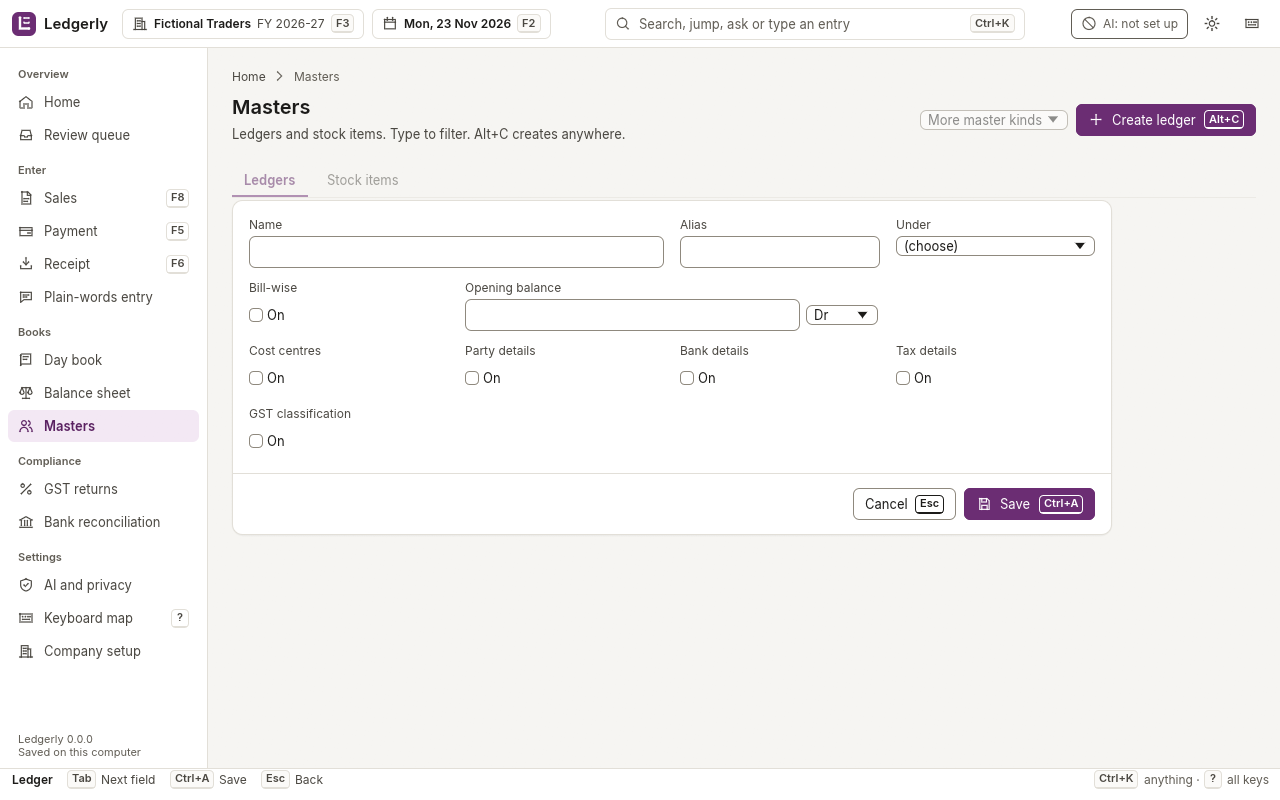 Ledgerly
Fictional Traders FY 2026-27 F3
Mon, 23 Nov 2026 F2
Search, jump, ask or type an entry Ctrl+K
AI: not set up
Overview
Home
Review queue
Enter
Sales F8
Payment F5
Receipt F6
Plain-words entry
Books
Day book
Balance sheet
Masters
Compliance
GST returns
Bank reconciliation
Settings
AI and privacy
Keyboard map ?
Company setup
Ledgerly 0.0.0
Saved on this computer
Home Masters
Masters
Ledgers and stock items. Type to filter. Alt+C creates anywhere.
More master kinds
Create ledger Alt+C
Ledgers Stock items
Name Alias Under
(choose)
Bill-wise Opening balance
On Dr
Cost centres Party details Bank details Tax details
On On On On
GST classification
On
Cancel Esc Save Ctrl+A
Ledger Tab Next field Ctrl+A Save Esc Back Ctrl+K anything · ? all keys